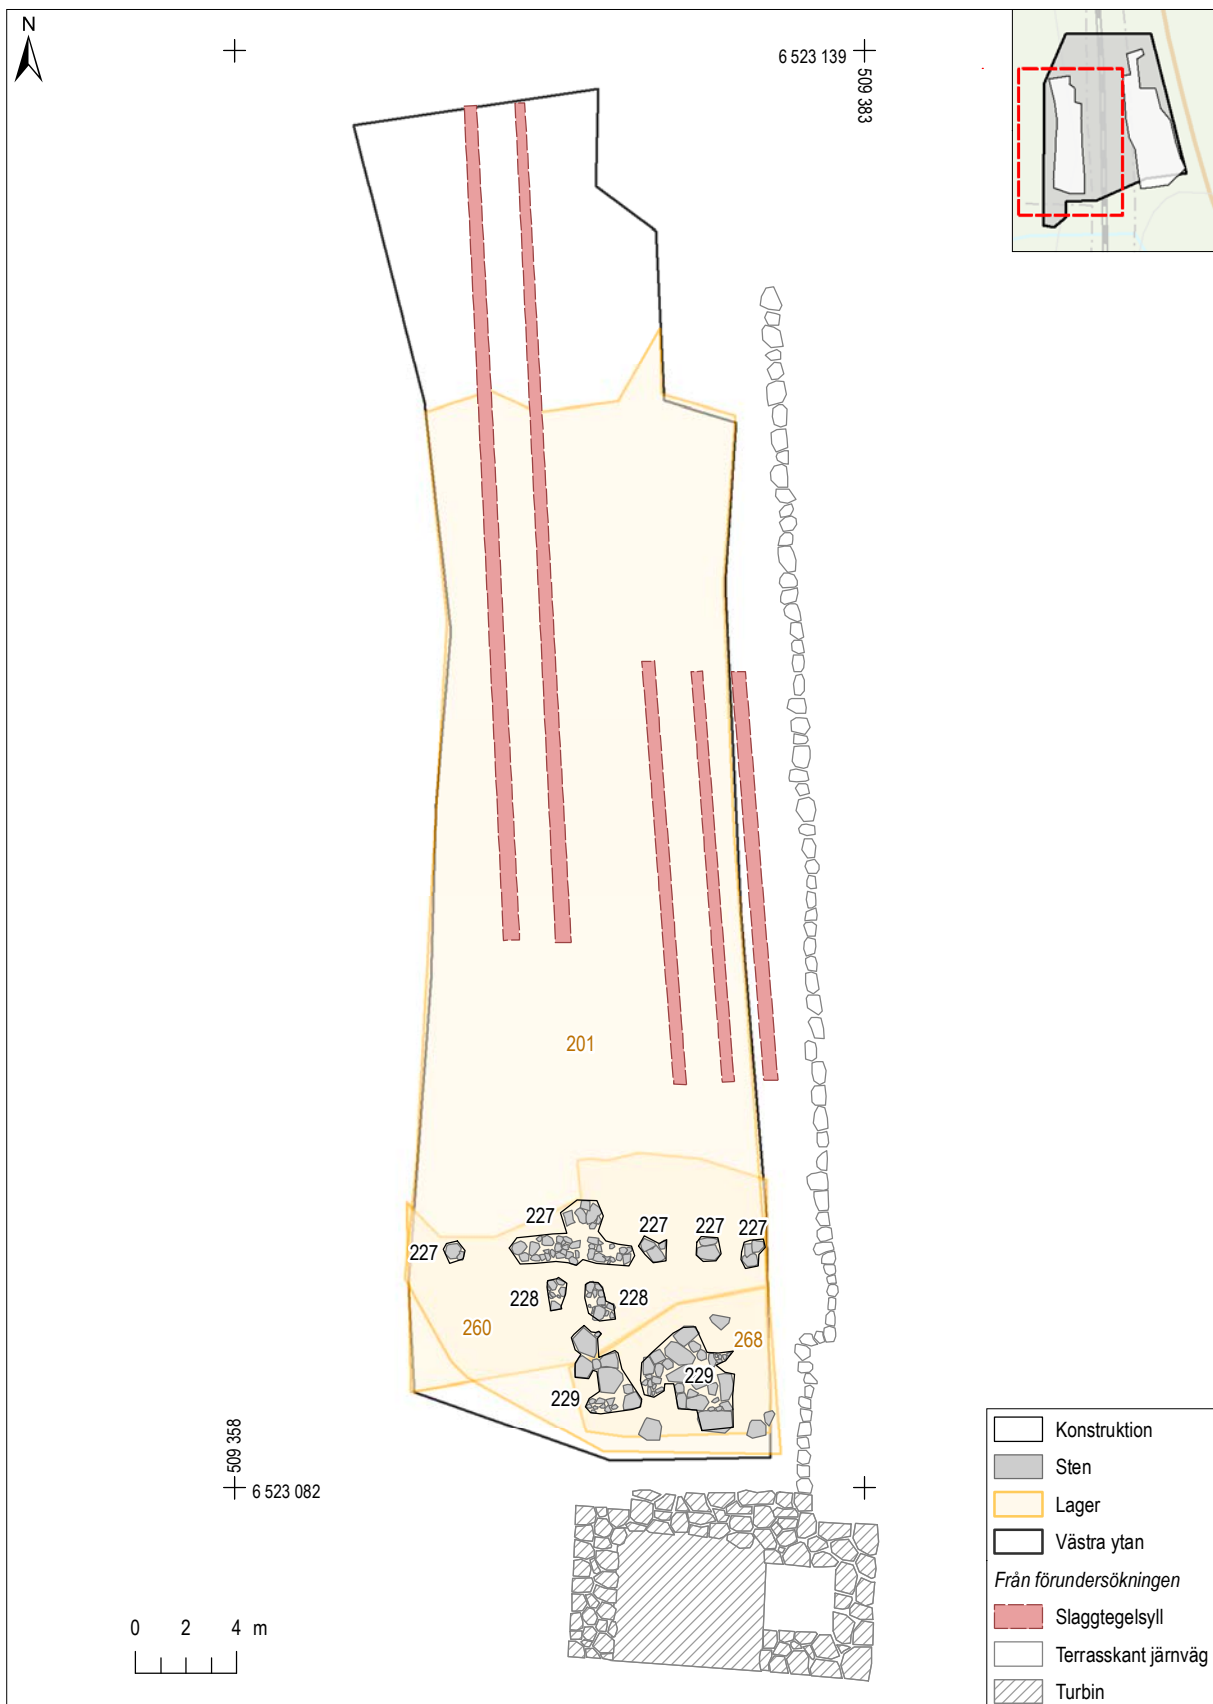 N
6 523 139
509 383
201
227
227
227
227
227
228
228
260
268
229
229
509 358
6 523 082
0 2 4 m
Konstruktion
Sten
Lager
Västra ytan
Från förundersökningen
Slaggtegelsyll
Terrasskant järnväg
Turbin